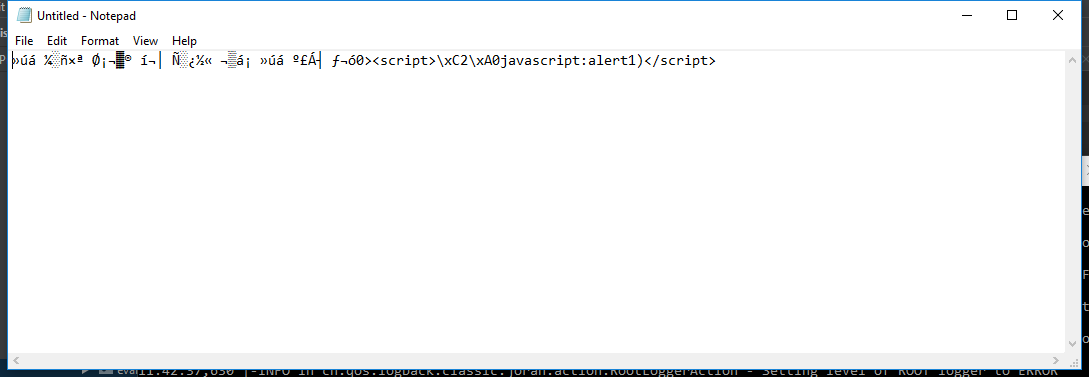 Untitled - Notepad
File Edit Format View Help
»úá ¼░ñ×ª Ø¡¬▓® í¬┤ Ñ░¿½« ¬▒á¡ »úá º£Á┤ ƒ¬ó0><script>\xC2\xA0javascript:alert1)</script>
11:42:37,630 |-INFO in ch.qos.logback.classic.joran.action.RootLoggerAction - Setting level of ROOT logger to ERROR